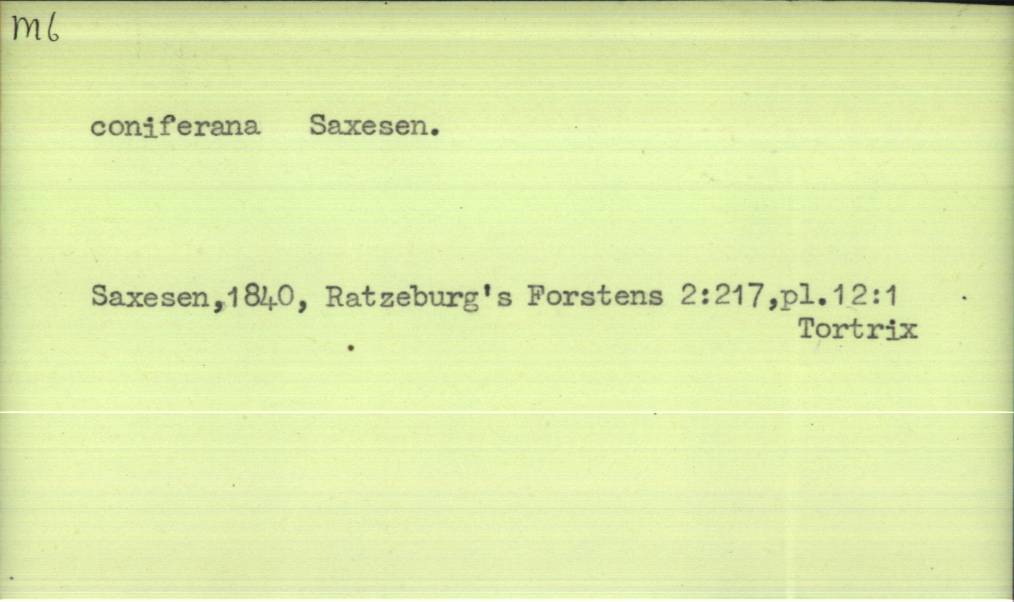 M6
coniferana Saxesen.
Saxesen,1840, Ratzeburg's Forstens 2:217,pl.12:1
Tortrix